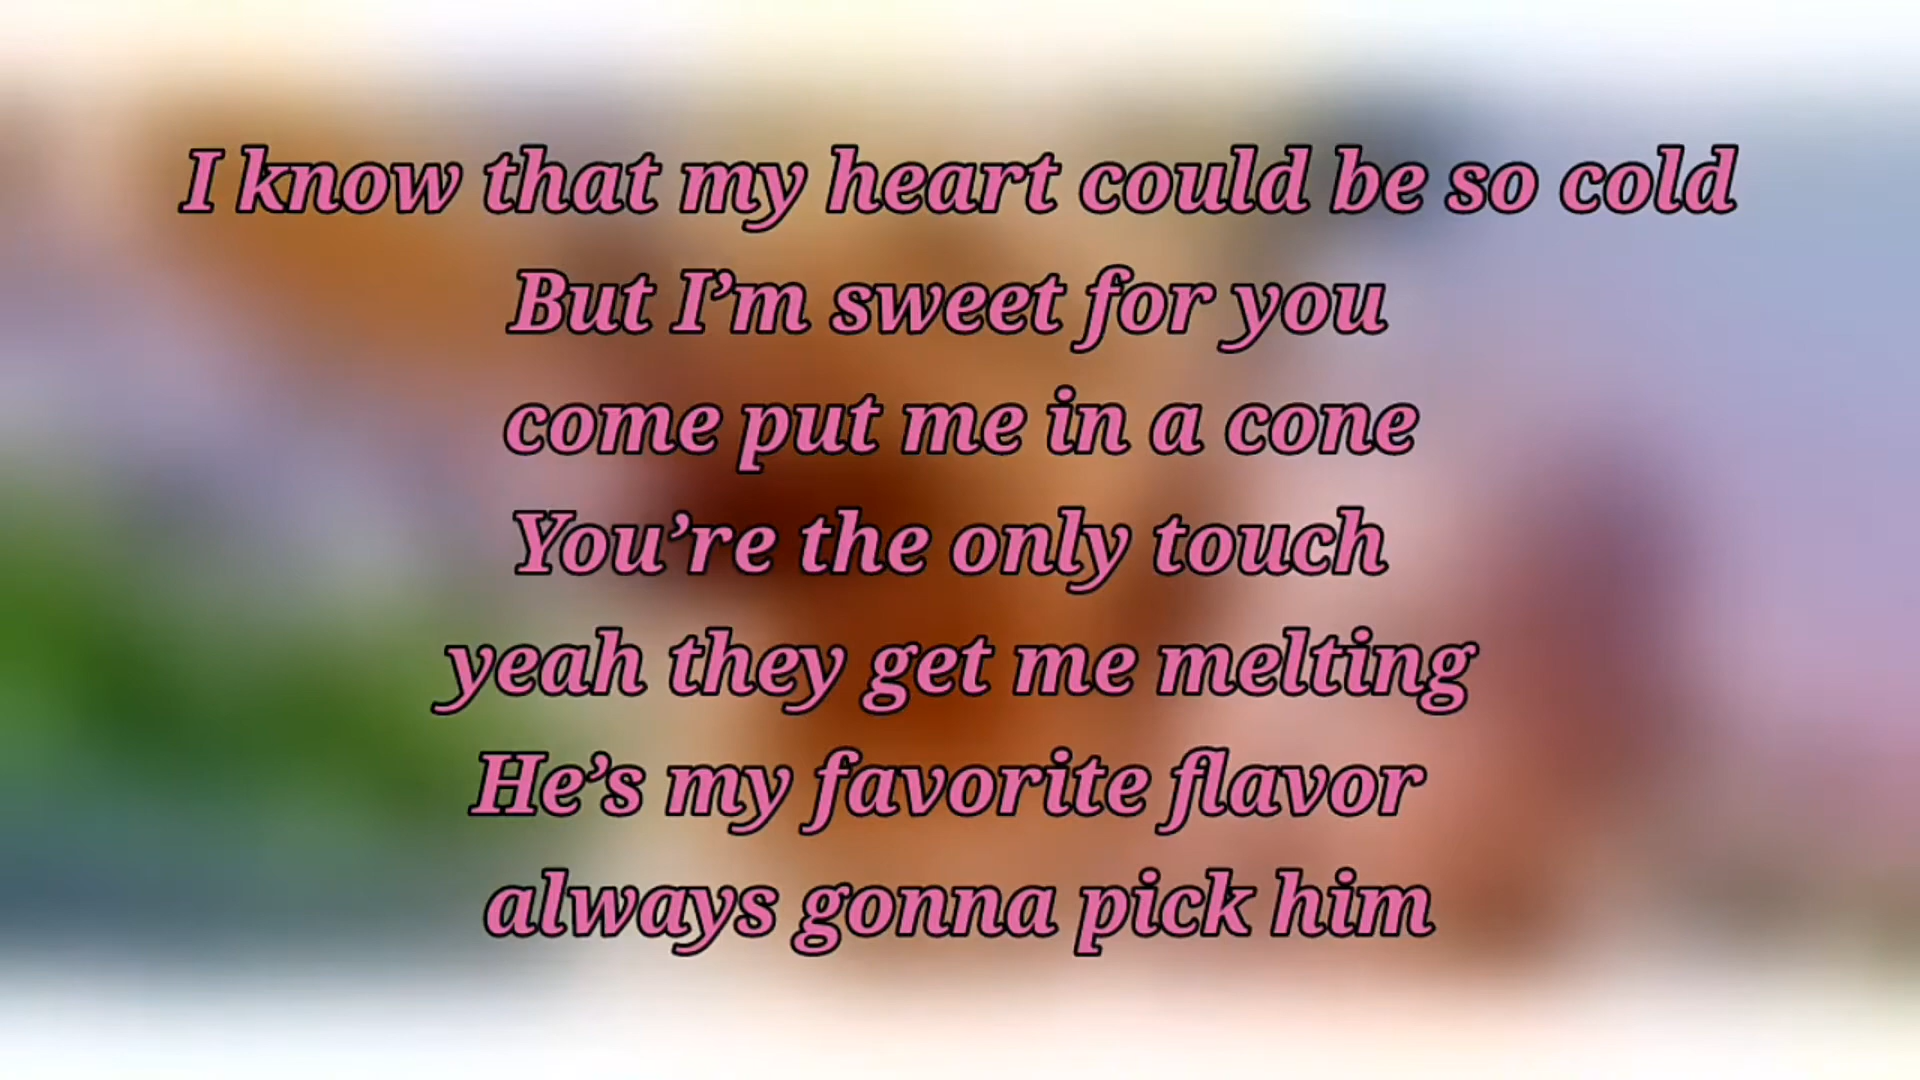 I know that my heart could be so cold
But I’m sweet for you
come put me in a cone
You’re the only touch
yeah they get me melting
He’s my favorite flavor
always gonna pick him